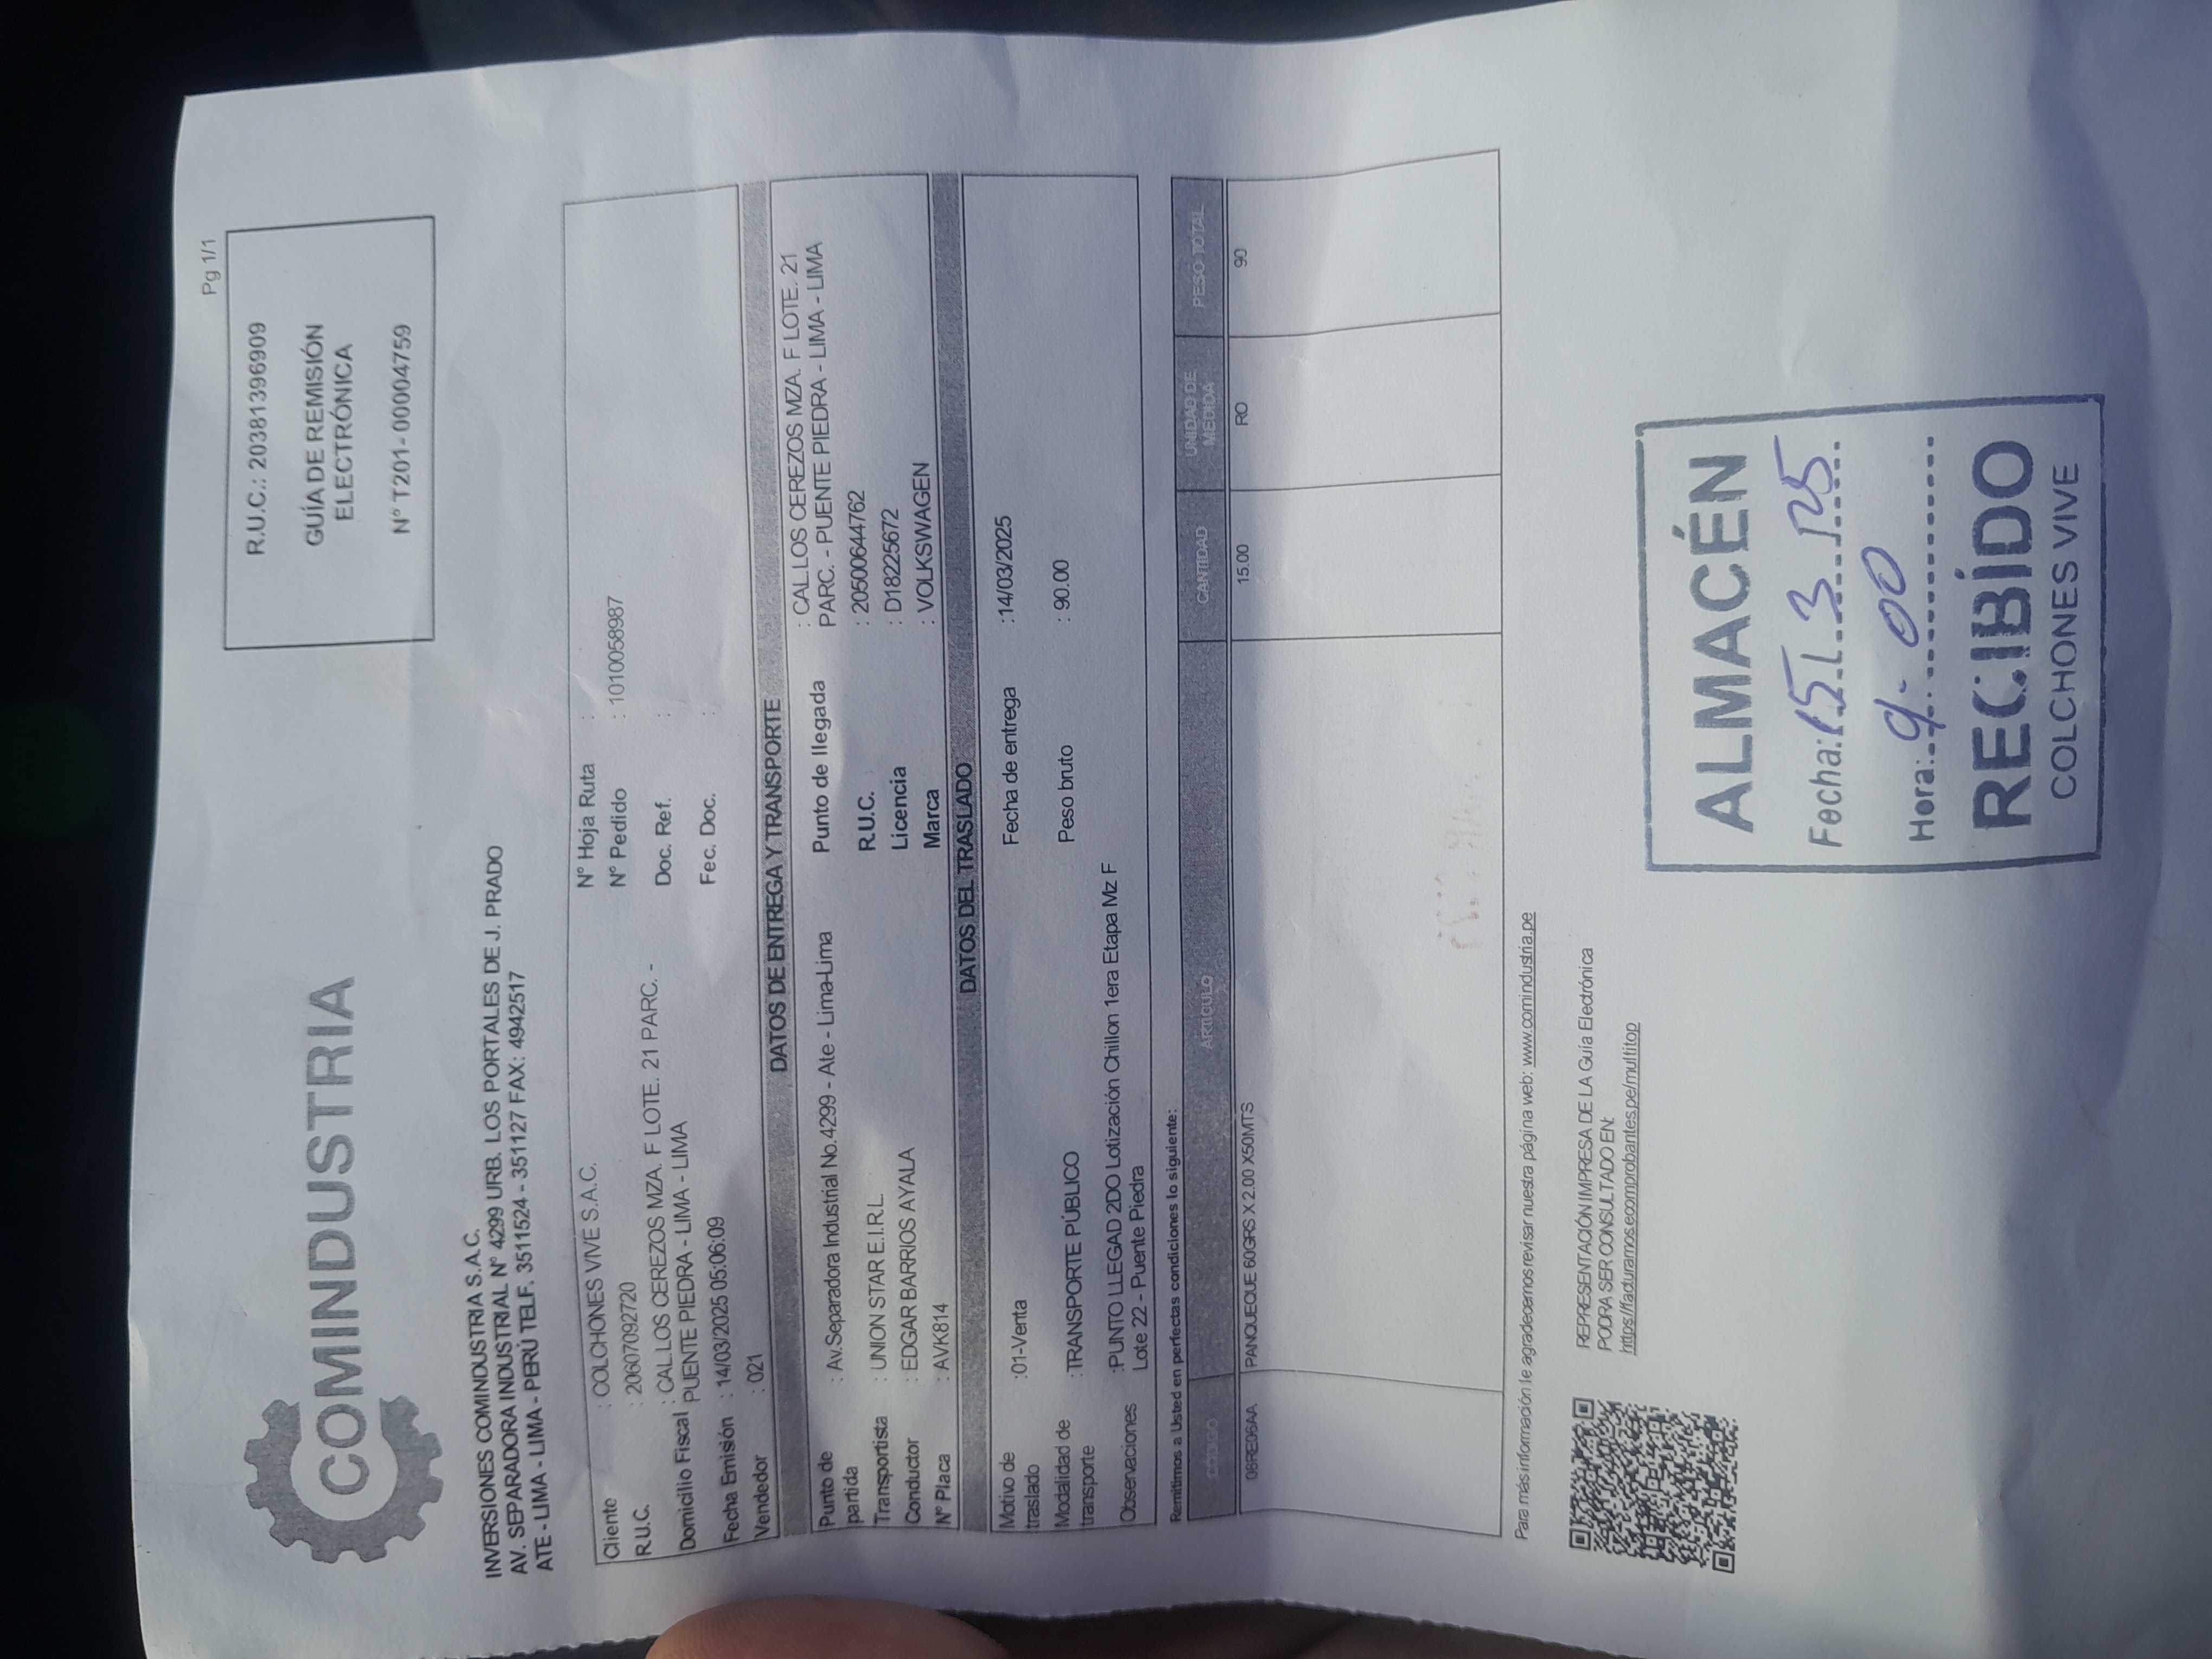 Pg 1/1
COMINDUSTRIA
R.U.C.: 20381396909
GUÍA DE REMISIÓN
ELECTRÓNICA
N° T201- 00004759
INVERSIONES COMINDUSTRIA S.A.C.
AV. SEPARADORA INDUSTRIAL N° 4299 URB. LOS PORTALES DE J. PRADO
ATE - LIMA - LIMA - PERÚ TELF. 3511524 - 351127 FAX: 4942517
Cliente : COLCHONES VIVE S.A.C. N° Hoja Ruta :
R.U.C. : 20607092720 N° Pedido : 1010058987
Domicilio Fiscal : CAL.LOS CEREZOS MZA. F LOTE. 21 PARC. - Doc. Ref. :
PUENTE PIEDRA - LIMA - LIMA
Fecha Emisión : 14/03/2025 05:06:09 Fec. Doc. :
Vendedor : 021
DATOS DE ENTREGA Y TRANSPORTE
Punto de partida : Av.Separadora Industrial No.4299 - Ate - Lima-Lima Punto de llegada : CAL.LOS CEREZOS MZA. F LOTE. 21
PARC. - PUENTE PIEDRA - LIMA - LIMA
Transportista : UNION STAR E.I.R.L. R.U.C. : 20500644762
Conductor : EDGAR BARRIOS AYALA Licencia : D18225672
N° Placa : AVK814 Marca : VOLKSWAGEN
DATOS DEL TRASLADO
Motivo de traslado :01-Venta Fecha de entrega :14/03/2025
Modalidad de transporte :TRANSPORTE PÚBLICO Peso bruto : 90.00
Observaciones :PUNTO LLEGAD 2DO Lotización Chillon 1era Etapa Mz F
Lote 22 - Puente Piedra
Remitimos a Usted en perfectas condiciones lo siguiente:
CODIGO ARTICULO CANTIDAD UNIDAD DE MEDIDA PESO TOTAL
06RE06AA PANQUEQUE 60GRS X 2.00 X50MTS 15.00 RO 90
Para más información le agradecemos revisar nuestra página web: www.comindustria.pe
REPRESENTACIÓN IMPRESA DE LA Guía Electrónica
PODRA SER CONSULTADO EN:
https://facturamos.ecomprobantes.pe/multitop
ALMACÉN
Fecha: 15/3/25
Hora: 9-00
RECIBÍDO
COLCHONES VIVE